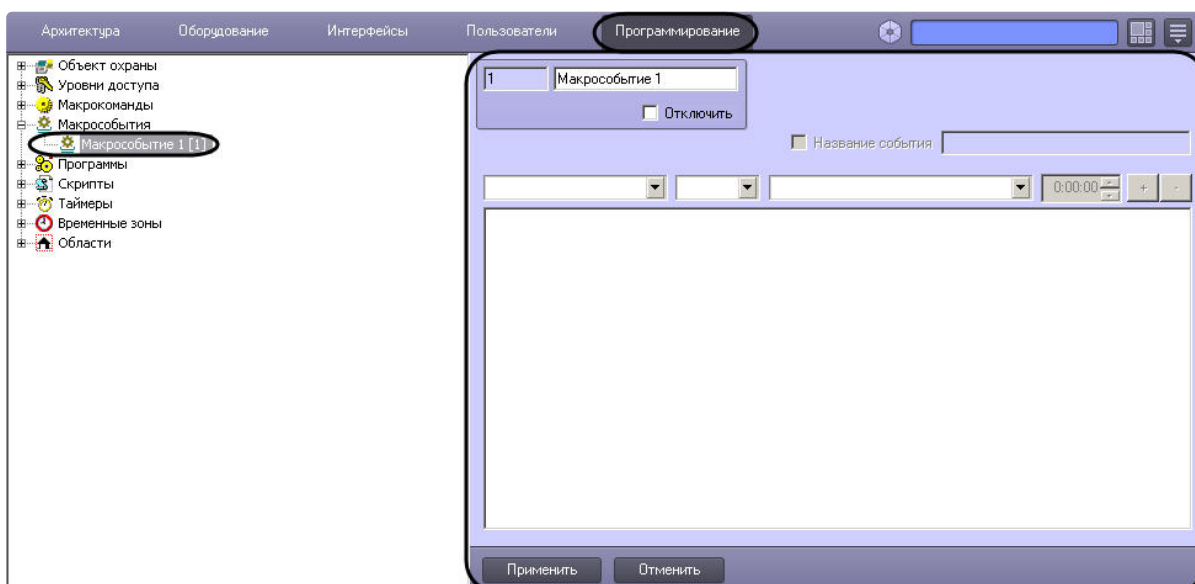 Архитектура Оборудование Интерфейсы Пользователи Программирование
Объект охраны
Уровни доступа
Макрокоманды
Макрособытия
Макрособытие 1 [1]
Программы
Скрипты
Таймеры
Временные зоны
Области
1 Макрособытие 1
Отключить
Название события
0:00:00 + -
Применить Отменить